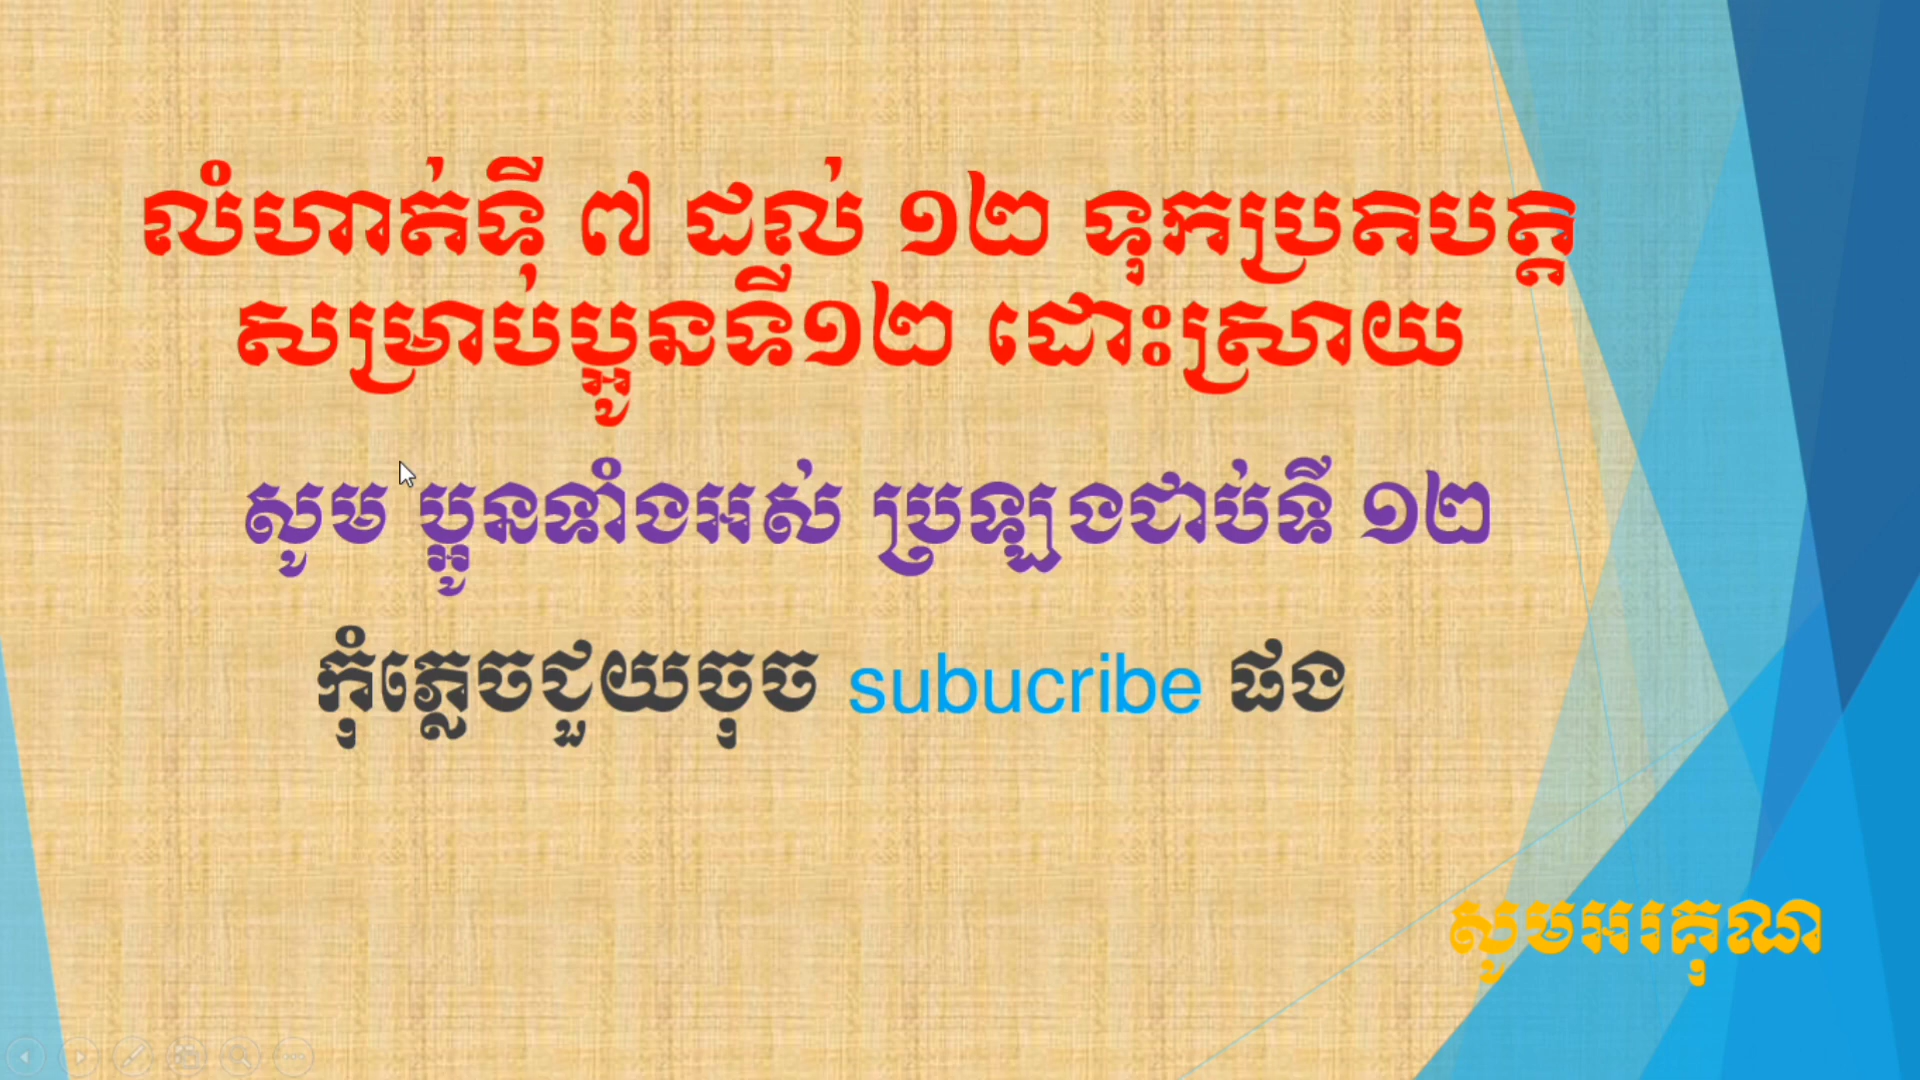 លំហាត់ទី ៧ ដល់ ១២ ទុកប្រតិបត្តិ
សម្រាប់ប្អូនទី១២ ដោះស្រាយ
សូម ប្អូនទាំងអស់ ប្រឡងជាប់ទី ១២
កុំភ្លេចជួយចុច subucribe ផង
សូមអរគុណ